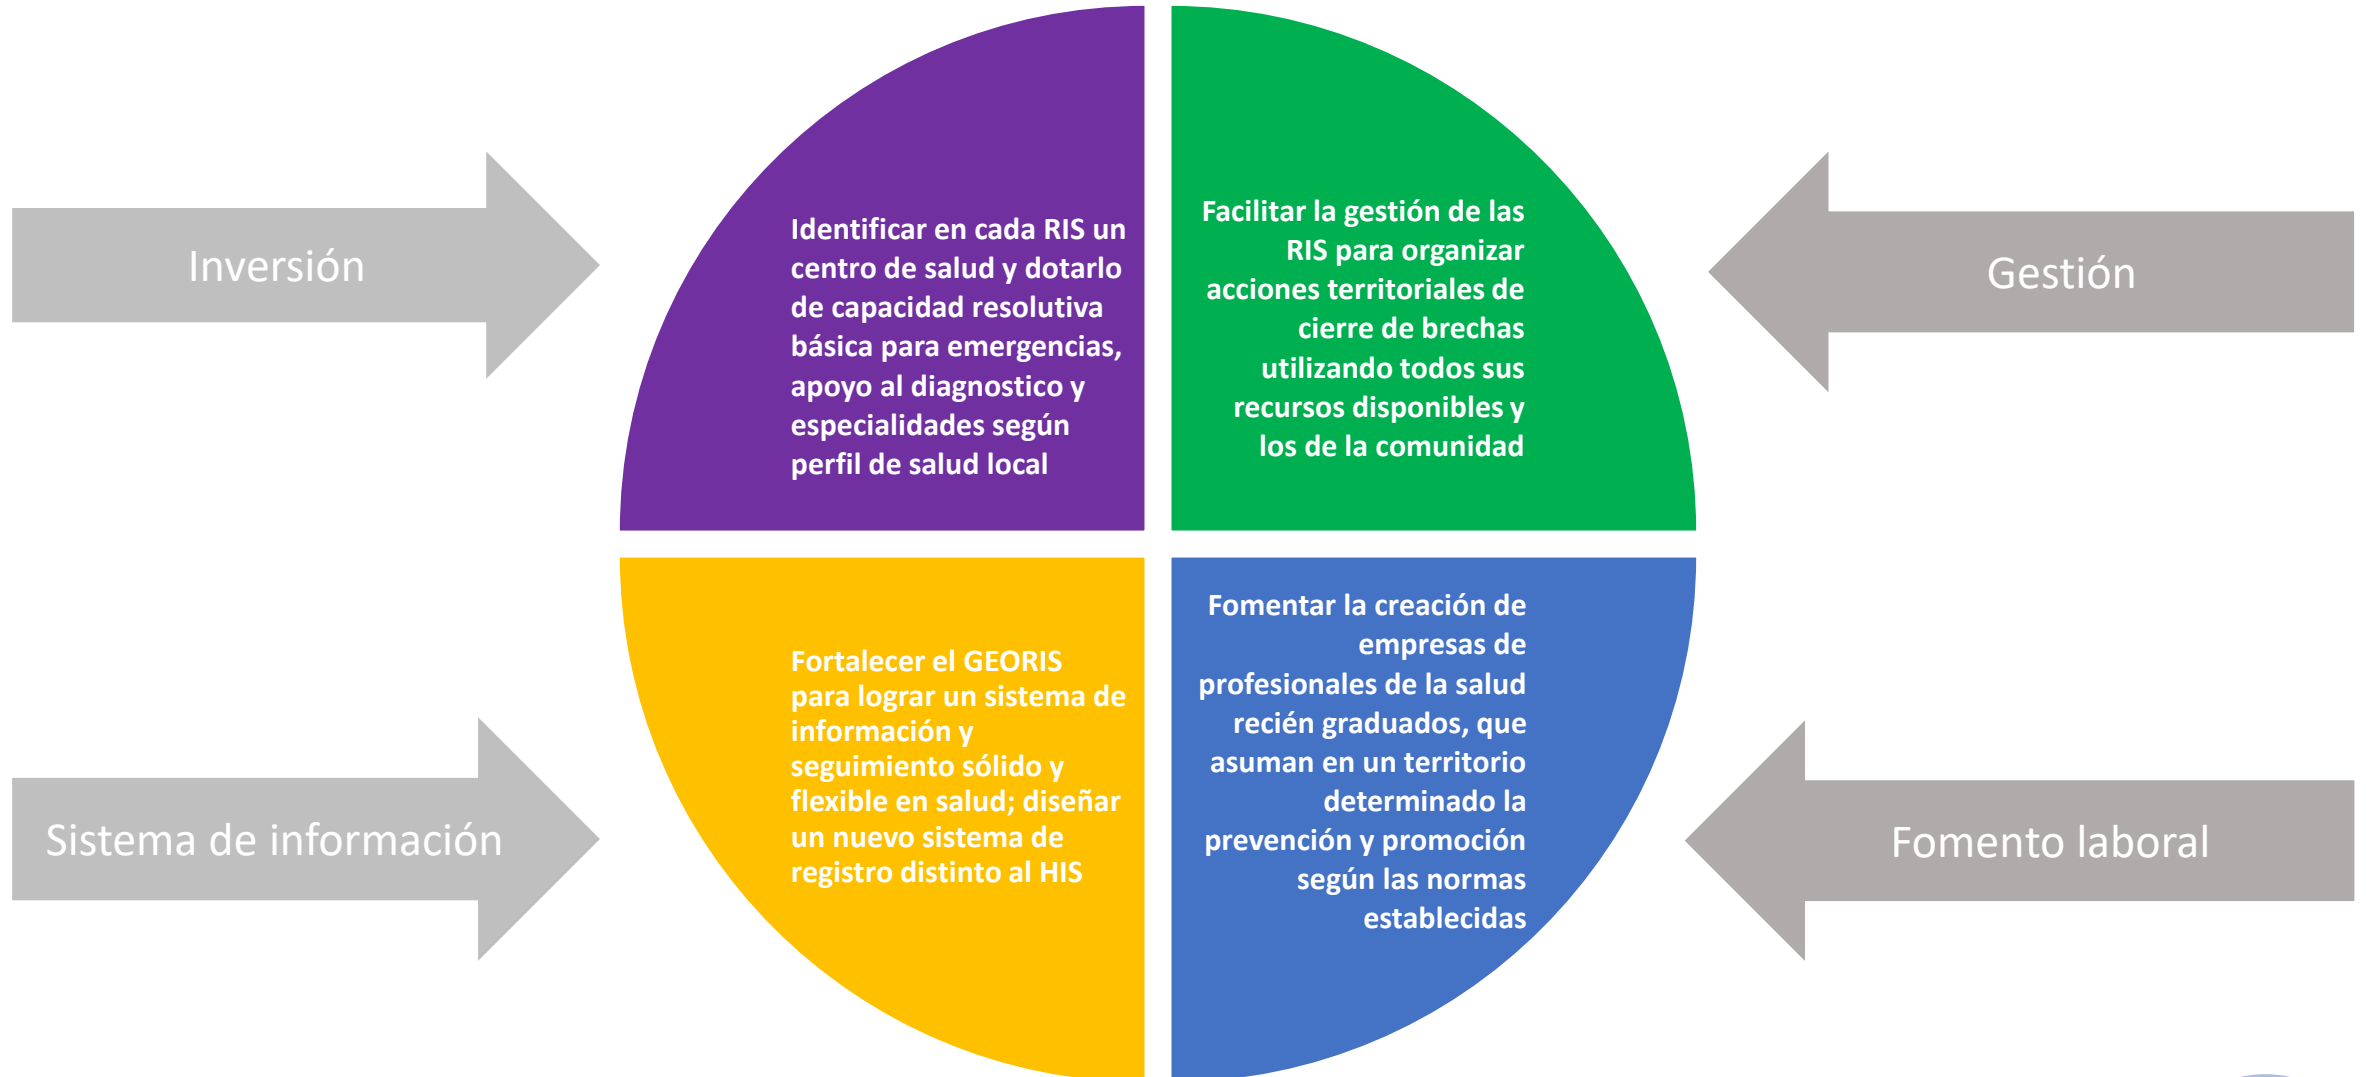 Inversión
Identificar en cada RIS un
centro de salud y dotarlo
de capacidad resolutiva
básica para emergencias,
apoyo al diagnostico y
especialidades según
perfil de salud local
Facilitar la gestión de las
RIS para organizar
acciones territoriales de
cierre de brechas
utilizando todos sus
recursos disponibles y
los de la comunidad
Gestión
Sistema de información
Fortalecer el GEORIS
para lograr un sistema de
información y
seguimiento sólido y
flexible en salud; diseñar
un nuevo sistema de
registro distinto al HIS
Fomentar la creación de
empresas de
profesionales de la salud
recién graduados, que
asuman en un territorio
determinado la
prevención y promoción
según las normas
establecidas
Fomento laboral